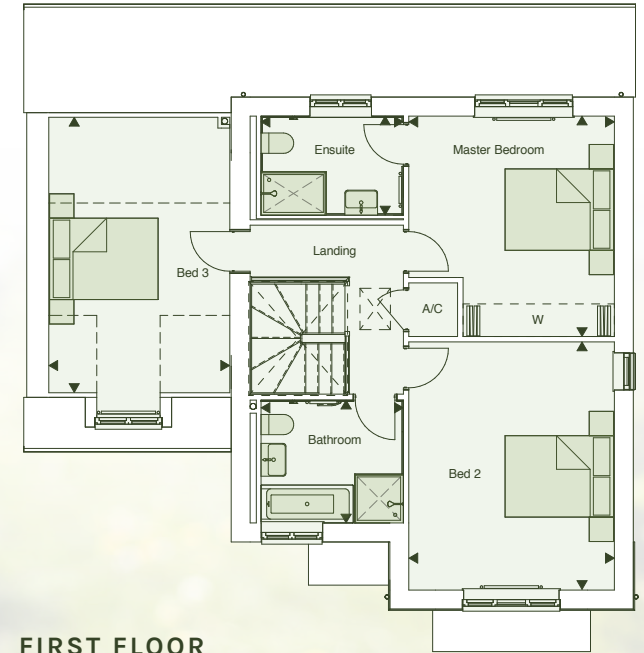 Ensuite
Master Bedroom
Landing
Bed 3
A/C
W
Bathroom
Bed 2
FIRST FLOOR